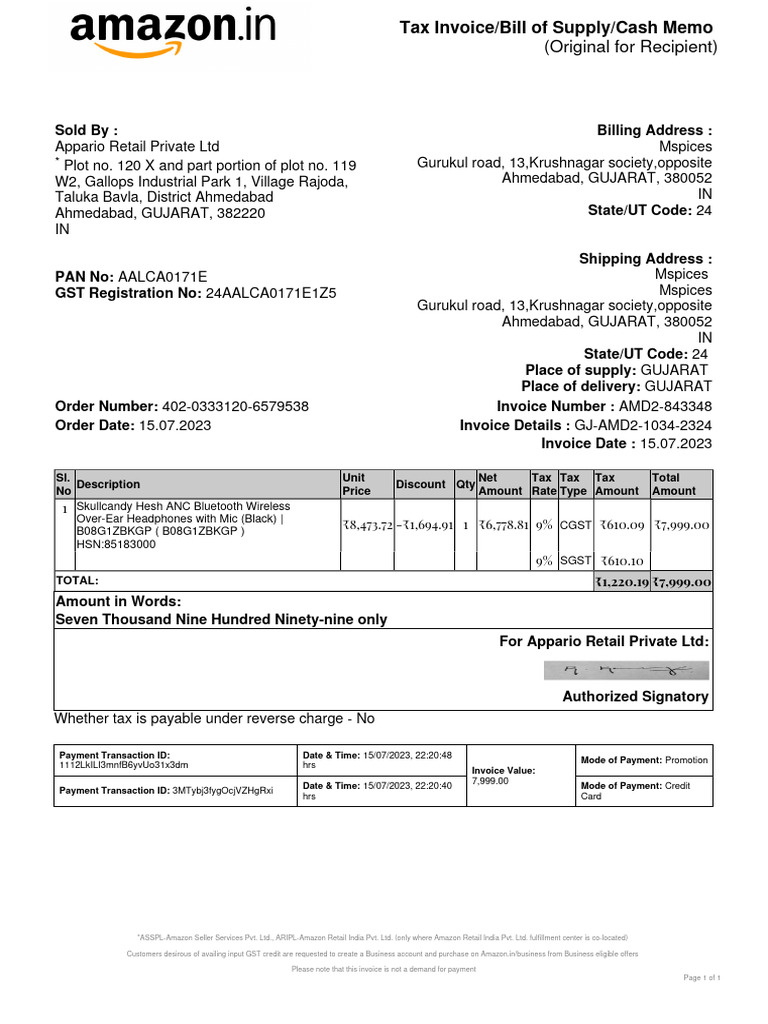 amazon.in
Tax Invoice/Bill of Supply/Cash Memo
(Original for Recipient)
Sold By :
Appario Retail Private Ltd
* Plot no. 120 X and part portion of plot no. 119
W2, Gallops Industrial Park 1, Village Rajoda,
Taluka Bavla, District Ahmedabad
Ahmedabad, GUJARAT, 382220
IN
Billing Address :
Mspices
Gurukul road, 13,Krushnagar society,opposite
Ahmedabad, GUJARAT, 380052
IN
State/UT Code: 24
PAN No: AALCA0171E
GST Registration No: 24AALCA0171E1Z5
Shipping Address :
Mspices
Mspices
Gurukul road, 13,Krushnagar society,opposite
Ahmedabad, GUJARAT, 380052
IN
State/UT Code: 24
Place of supply: GUJARAT
Place of delivery: GUJARAT
Order Number: 402-0333120-6579538
Order Date: 15.07.2023
Invoice Number : AMD2-843348
Invoice Details : GJ-AMD2-1034-2324
Invoice Date : 15.07.2023
Sl. No Description Unit Price Discount Qty Net Amount Tax Rate Tax Type Tax Amount Total Amount
1 Skullcandy Hesh ANC Bluetooth Wireless
Over-Ear Headphones with Mic (Black) |
B08G1ZBKGP ( B08G1ZBKGP )
HSN:85183000
₹8,473.72 -₹1,694.91 1 ₹6,778.81 9% CGST ₹610.09 ₹7,999.00
9% SGST ₹610.10
TOTAL: ₹1,220.19 ₹7,999.00
Amount in Words:
Seven Thousand Nine Hundred Ninety-nine only
For Appario Retail Private Ltd:
Authorized Signatory
Whether tax is payable under reverse charge - No
Payment Transaction ID:
1112LkILI3mnfB6yvUo31x3dm
Date & Time: 15/07/2023, 22:20:48
hrs
Invoice Value:
7,999.00
Mode of Payment: Promotion
Payment Transaction ID: 3MTybj3fygOcjVZHgRxi
Date & Time: 15/07/2023, 22:20:40
hrs
Mode of Payment: Credit
Card
*ASSPL-Amazon Seller Services Pvt. Ltd., ARIPL-Amazon Retail India Pvt. Ltd. (only where Amazon Retail India Pvt. Ltd. fulfillment center is co-located)
Customers desirous of availing input GST credit are requested to create a Business account and purchase on Amazon.in/business from Business eligible offers
Please note that this invoice is not a demand for payment
Page 1 of 1